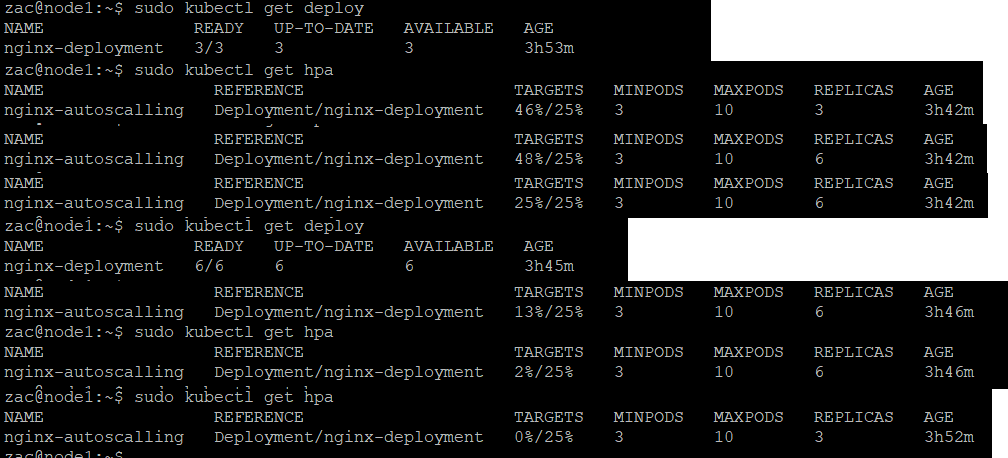 zac@node1:~$ sudo kubectl get deploy
NAME READY UP-TO-DATE AVAILABLE AGE
nginx-deployment 3/3 3 3 3h53m
zac@node1:~$ sudo kubectl get hpa
NAME REFERENCE TARGETS MINPODS MAXPODS REPLICAS AGE
nginx-autoscalling Deployment/nginx-deployment 46%/25% 3 10 3 3h42m
NAME REFERENCE TARGETS MINPODS MAXPODS REPLICAS AGE
nginx-autoscalling Deployment/nginx-deployment 48%/25% 3 10 6 3h42m
NAME REFERENCE TARGETS MINPODS MAXPODS REPLICAS AGE
nginx-autoscalling Deployment/nginx-deployment 25%/25% 3 10 6 3h42m
zac@node1:~$ sudo kubectl get deploy
NAME READY UP-TO-DATE AVAILABLE AGE
nginx-deployment 6/6 6 6 3h45m
NAME REFERENCE TARGETS MINPODS MAXPODS REPLICAS AGE
nginx-autoscalling Deployment/nginx-deployment 13%/25% 3 10 6 3h46m
zac@node1:~$ sudo kubectl get hpa
NAME REFERENCE TARGETS MINPODS MAXPODS REPLICAS AGE
nginx-autoscalling Deployment/nginx-deployment 2%/25% 3 10 6 3h46m
zac@node1:~$ sudo kubectl get hpa
NAME REFERENCE TARGETS MINPODS MAXPODS REPLICAS AGE
nginx-autoscalling Deployment/nginx-deployment 0%/25% 3 10 3 3h52m
zac@node1:~$